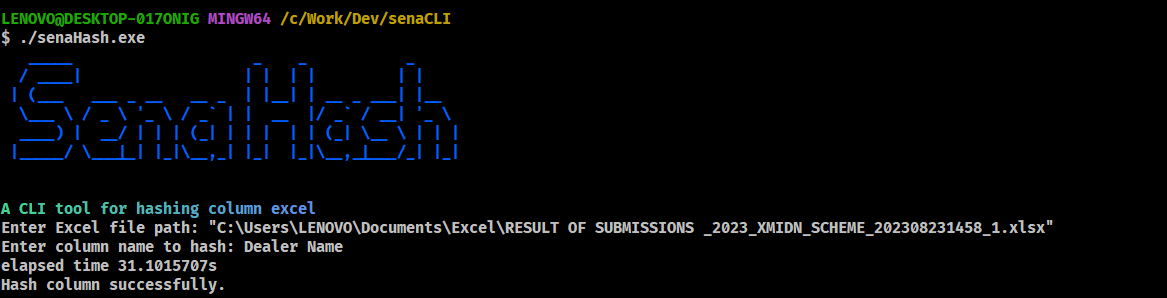 LENOVO@DESKTOP-017ONIG MINGW64 /c/Work/Dev/senaCLI
$ ./senaHash.exe
SenaHash
A CLI tool for hashing column excel
Enter Excel file path: "C:\Users\LENOVO\Documents\Excel\RESULT OF SUBMISSIONS _2023_XMIDN_SCHEME_202308231458_1.xlsx"
Enter column name to hash: Dealer Name
elapsed time 31.1015707s
Hash column successfully.